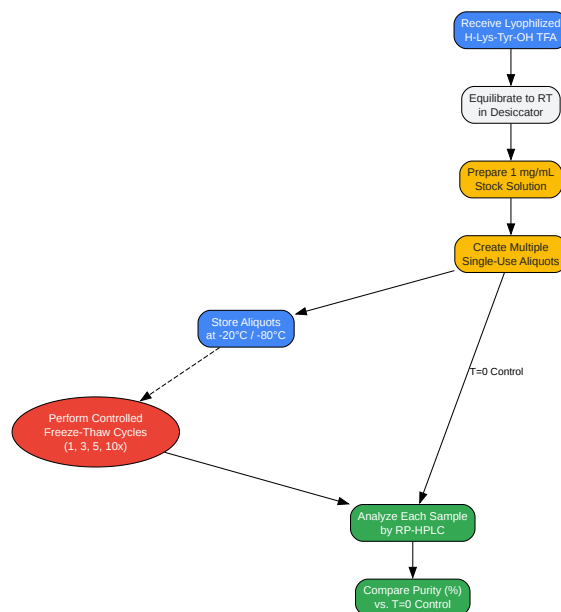 Receive Lyophilized
H-Lys-Tyr-OH TFA
Equilibrate to RT
in Desiccator
Prepare 1 mg/mL
Stock Solution
Create Multiple
Single-Use Aliquots
Store Aliquots
at -20°C / -80°C
T=0 Control
Perform Controlled
Freeze-Thaw Cycles
(1, 3, 5, 10x)
Analyze Each Sample
by RP-HPLC
Compare Purity (%)
vs. T=0 Control